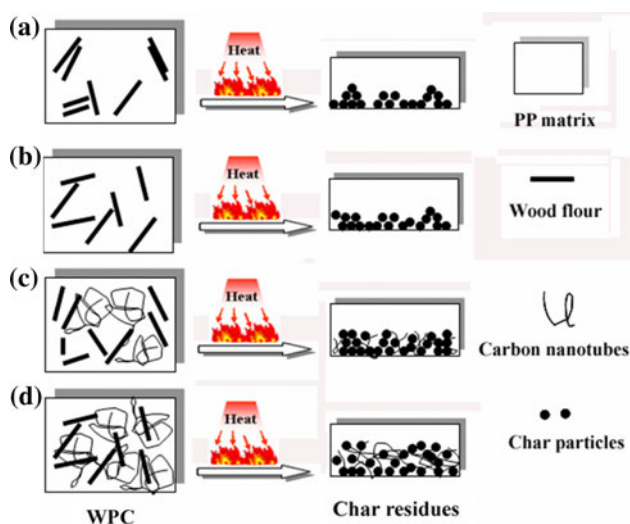 (a)
Heat
PP matrix
(b)
Heat
Wood flour
(c)
Heat
Carbon nanotubes
(d)
Heat
Char particles
WPC
Char residues